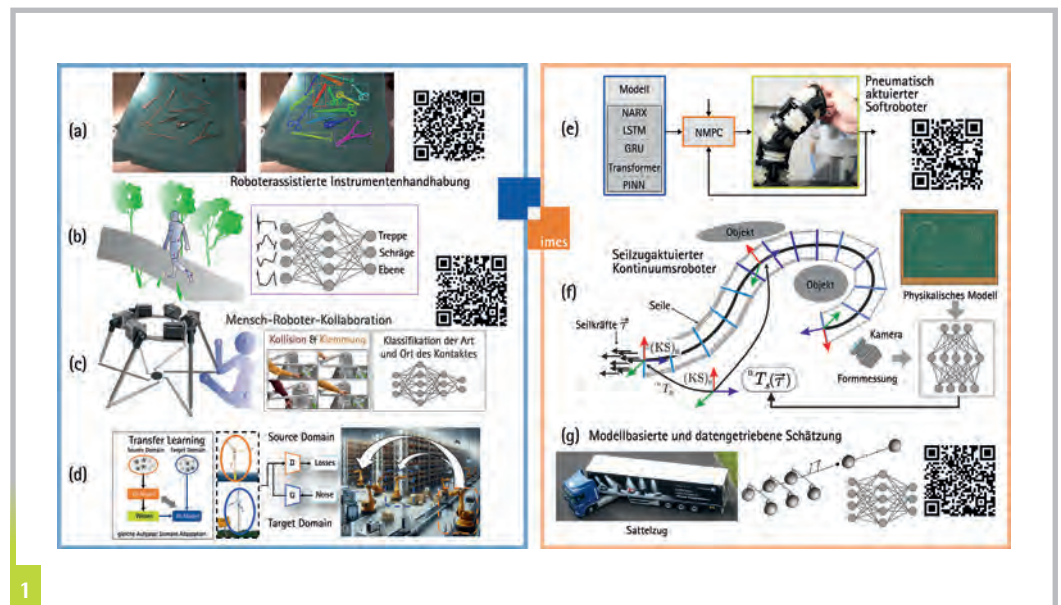 (a)
Roboterassistierte Instrumentenhandhabung
(b)
Treppe
Schräge
Ebene
Mensch-Roboter-Kollaboration
(c)
Kollision & Klemmung
Klassifikation der Art
und Ort des Kontaktes
(d)
Transfer Learning
Source Domain
Target Domain
Wissen
Source Domain
D
Losses
G
Noise
Target Domain
imes
(e)
Modell
NARX
LSTM
GRU
Transformer
PINN
NMPC
Pneumatisch
aktuierter
Softroboter
(f)
Seilzugaktuierter
Kontinuumsroboter
Objekt
Objekt
Seile
Seilkräfte
Physikalisches Modell
Kamera
Formmessung
(g) Modellbasierte und datengetriebene Schätzung
Sattelzug
1